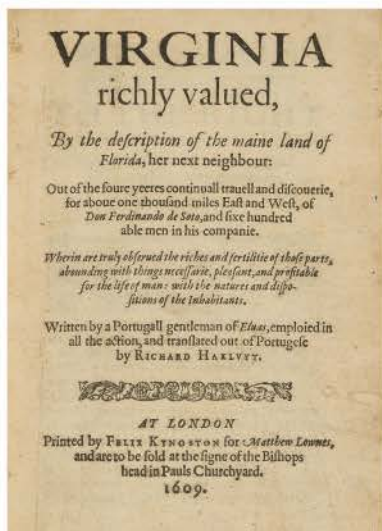 VIRGINIA
richly valued,
By the deſcription of the maine land of
Florida, her next neighbour:
Out of the foure yeeres continuall trauell and diſcouerie,
for aboue one thouſand miles Eaſt and Weſt, of
Don Ferdinando de Soto, and ſixe hundred
able men in his companie.
Wherin are truly obſerued the riches and fertilitie of thoſe parts,
abounding with things neceſſarie, pleaſant, and profitable
for the life of man: with the natures and diſpo-
ſitions of the Inhabitants.
Written by a Portugall gentleman of Eluas, emploied in
all the action, and tranſlated out of Portugeſe
by RICHARD HAKLVYT.
AT LONDON
Printed by FELIX KYNGSTON for Matthew Lownes,
and are to be ſold at the ſigne of the Biſhops
head in Pauls Churchyard.
1609.